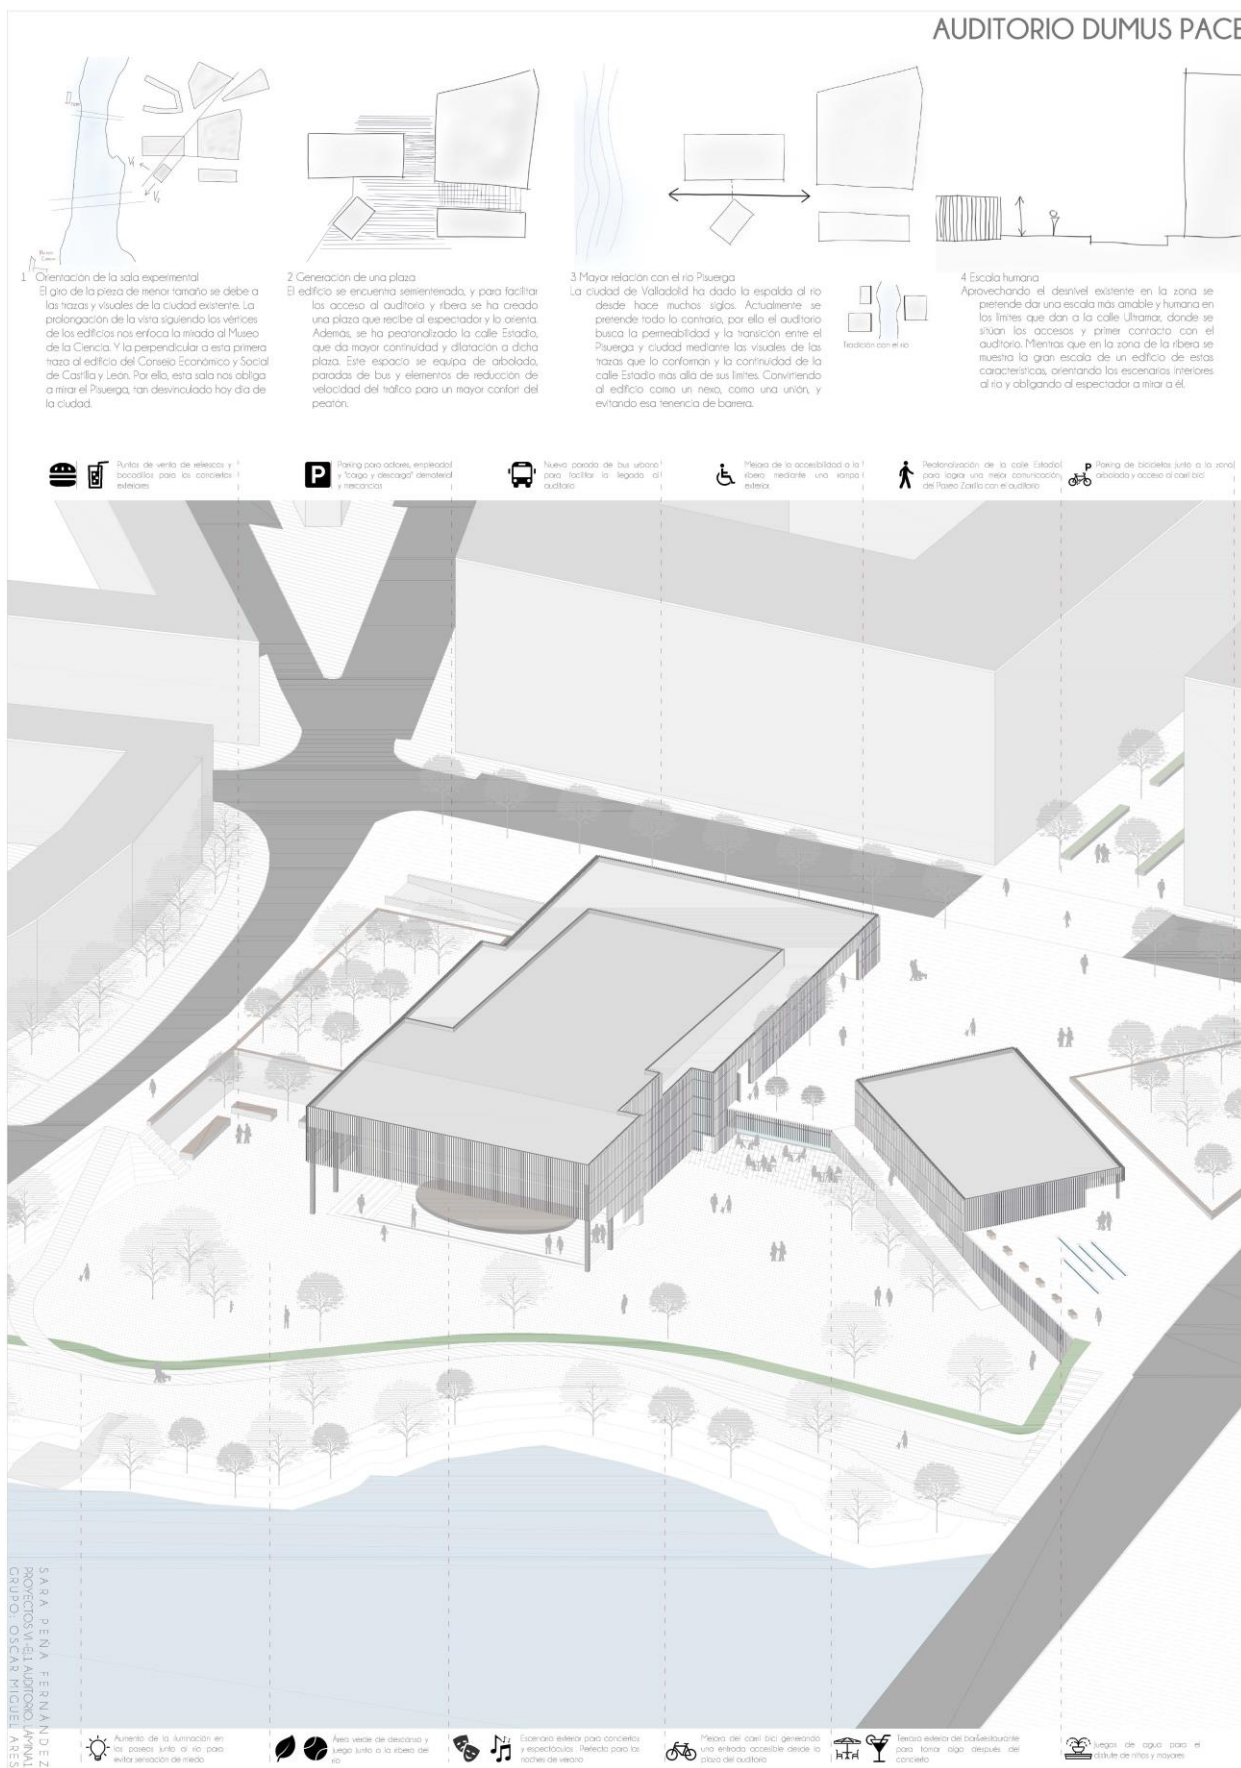 AUDITORIO DUMUS PACE
1 Orientación de la sala experimental
El giro de la pieza de menor tamaño se debe a
las trazas y visuales de la ciudad existente. La
prolongación de la vista siguiendo los vértices
de los edificios nos enfoca la mirada al Museo
de la Ciencia. Y la perpendicular a esta primera
traza al edificio del Consejo Económico y Social
de Castilla y León. Por ello, esta sala nos obliga
a mirar el Pisuerga, tan desvinculado hoy día de
la ciudad.
2 Generación de una plaza
El edificio se encuentra semienterrado, y para facilitar
los acceso al auditorio y ribera se ha creado
una plaza que recibe al espectador y lo orienta.
Además, se ha peatonalizado la calle Estadio,
que da mayor continuidad y dilatación a dicha
plaza. Este espacio se equipa de arbolado,
paradas de bus y elementos de reducción de
velocidad del tráfico para un mayor confort del
peatón.
3 Mayor relación con el río Pisuerga
La ciudad de Valladolid ha dado la espalda al río
desde hace muchos siglos. Actualmente se
pretende todo lo contrario, por ello el auditorio
busca la permeabilidad y la transición entre el
Pisuerga y ciudad mediante las visuales de las
trazas que lo conforman y la continuidad de la
calle Estadio más allá de sus límites. Convirtiendo
al edificio como un nexo, como una unión, y
evitando esa tenencia de barrera.
Tradición con el río
4 Escala humana
Aprovechando el desnivel existente en la zona se
pretende dar una escala más amable y humana en
los límites que dan a la calle Ultramar, donde se
sitúan los accesos y primer contacto con el
auditorio. Mientras que en la zona de la ribera se
muestra la gran escala de un edificio de estas
características, orientando los escenarios interiores
al río y obligando al espectador a mirar a él.
Puntos de venta de refrescos y
bocadillos para los conciertos
exteriores
P
Parking para actores, empleados
y "cargo y descarga" dematerial
y mercancías
Nueva parada de bus urbano
para facilitar la llegada al
auditorio
Mejora de la accesibilidad a la
ribera mediante una rampa
exterior
Peatonalización de la calle Estadio
para lograr una mejor comunicación
del Paseo Zorrilla con el auditorio
P
Parking de bicicletas junto a la zona
arbolada y acceso al carril bici
SARA PEÑA FERNÁNDEZ
PROYECTOS VI -EJ.1 AUDITORIO. LÁMINA 1
GRUPO: OSCAR MIGUEL ARES
Aumento de la iluminación en
los paseos junto al río para
evitar sensación de miedo
Área verde de descanso y
juego junto a la ribera del
río
Escenario exterior para conciertos
y espectáculos. Perfecto para las
noches de verano
Mejora del carril bici generando
una entrada accesible desde la
plaza del auditorio
Terraza exterior del bar&restaurante
para tomar algo después del
concierto
Juegos de agua para el
disfrute de niños y mayores